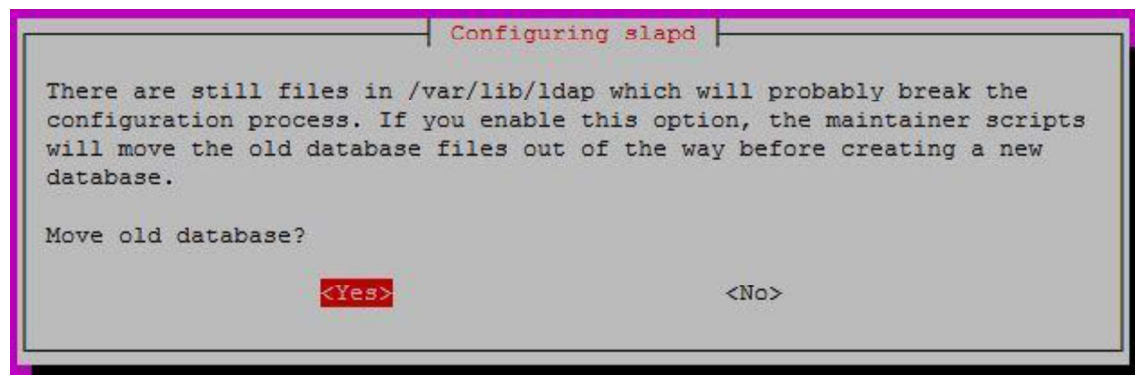 Configuring slapd
There are still files in /var/lib/ldap which will probably break the
configuration process. If you enable this option, the maintainer scripts
will move the old database files out of the way before creating a new
database.
Move old database?
<Yes> <No>